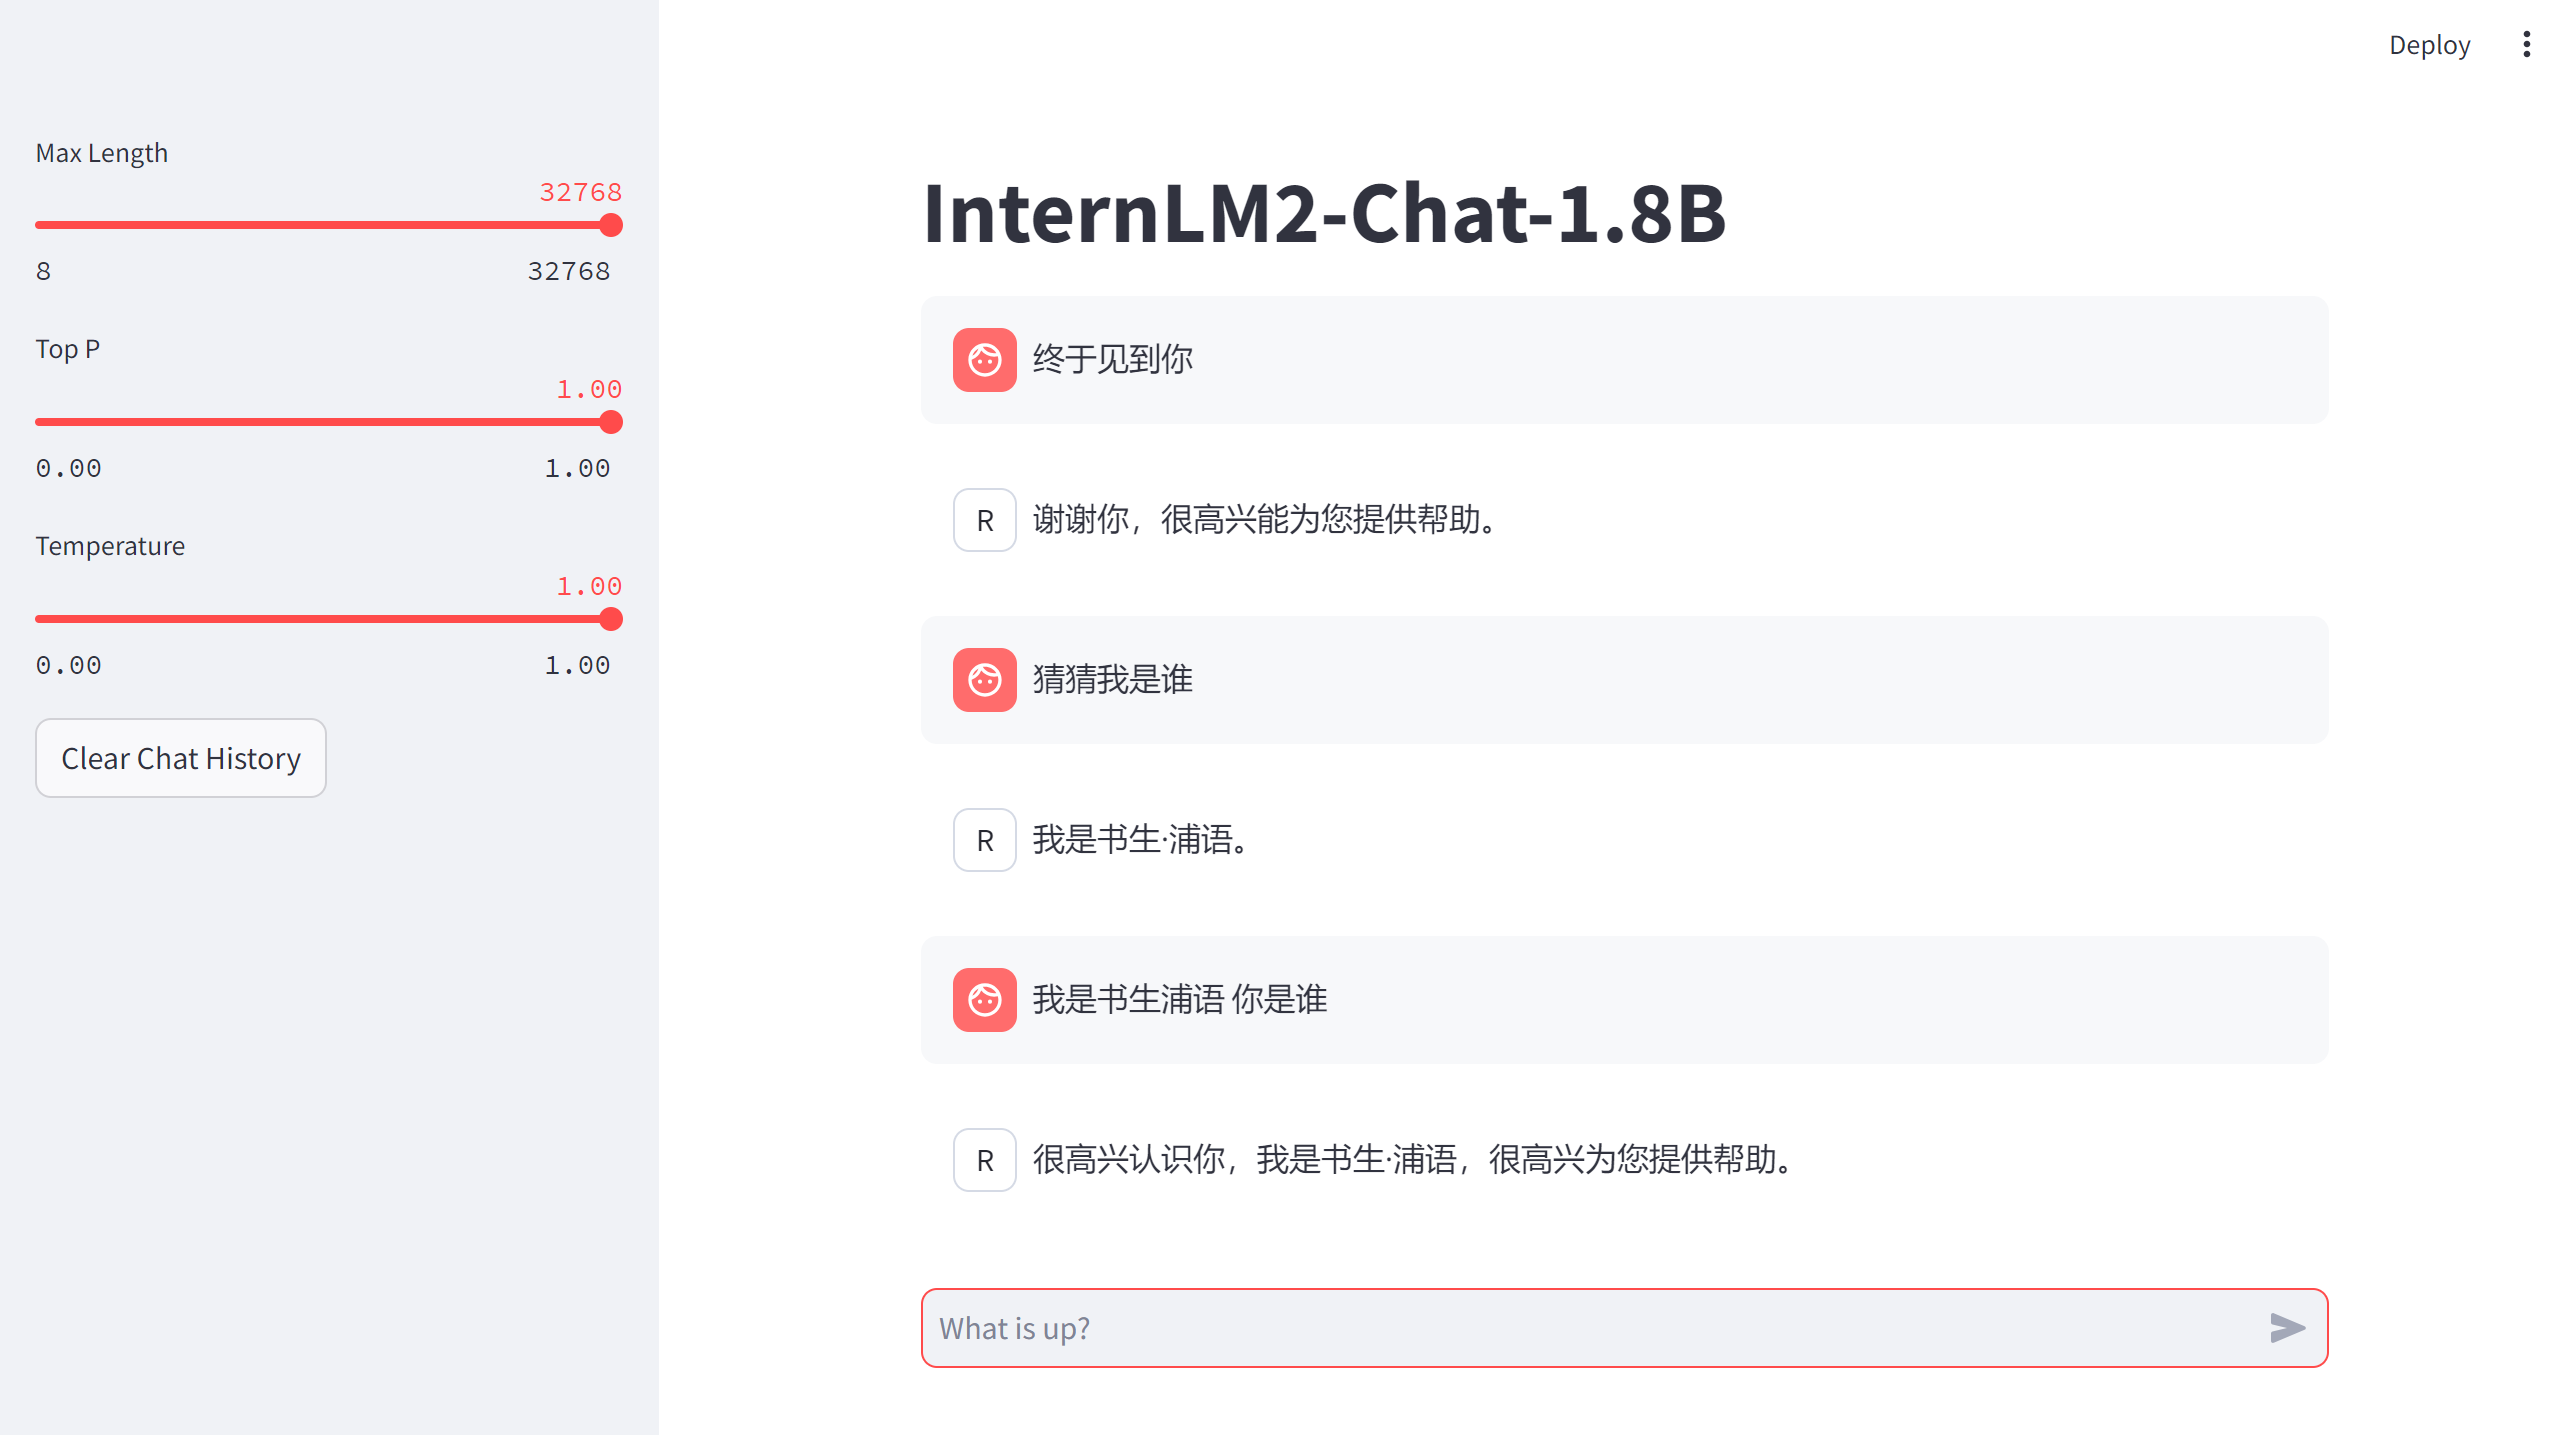 Deploy
Max Length
32768
8 32768
Top P
1.00
0.00 1.00
Temperature
1.00
0.00 1.00
Clear Chat History
InternLM2-Chat-1.8B
终于见到你
R 谢谢你，很高兴能为您提供帮助。
猜猜我是谁
R 我是书生·浦语。
我是书生浦语 你是谁
R 很高兴认识你，我是书生·浦语，很高兴为您提供帮助。
What is up?